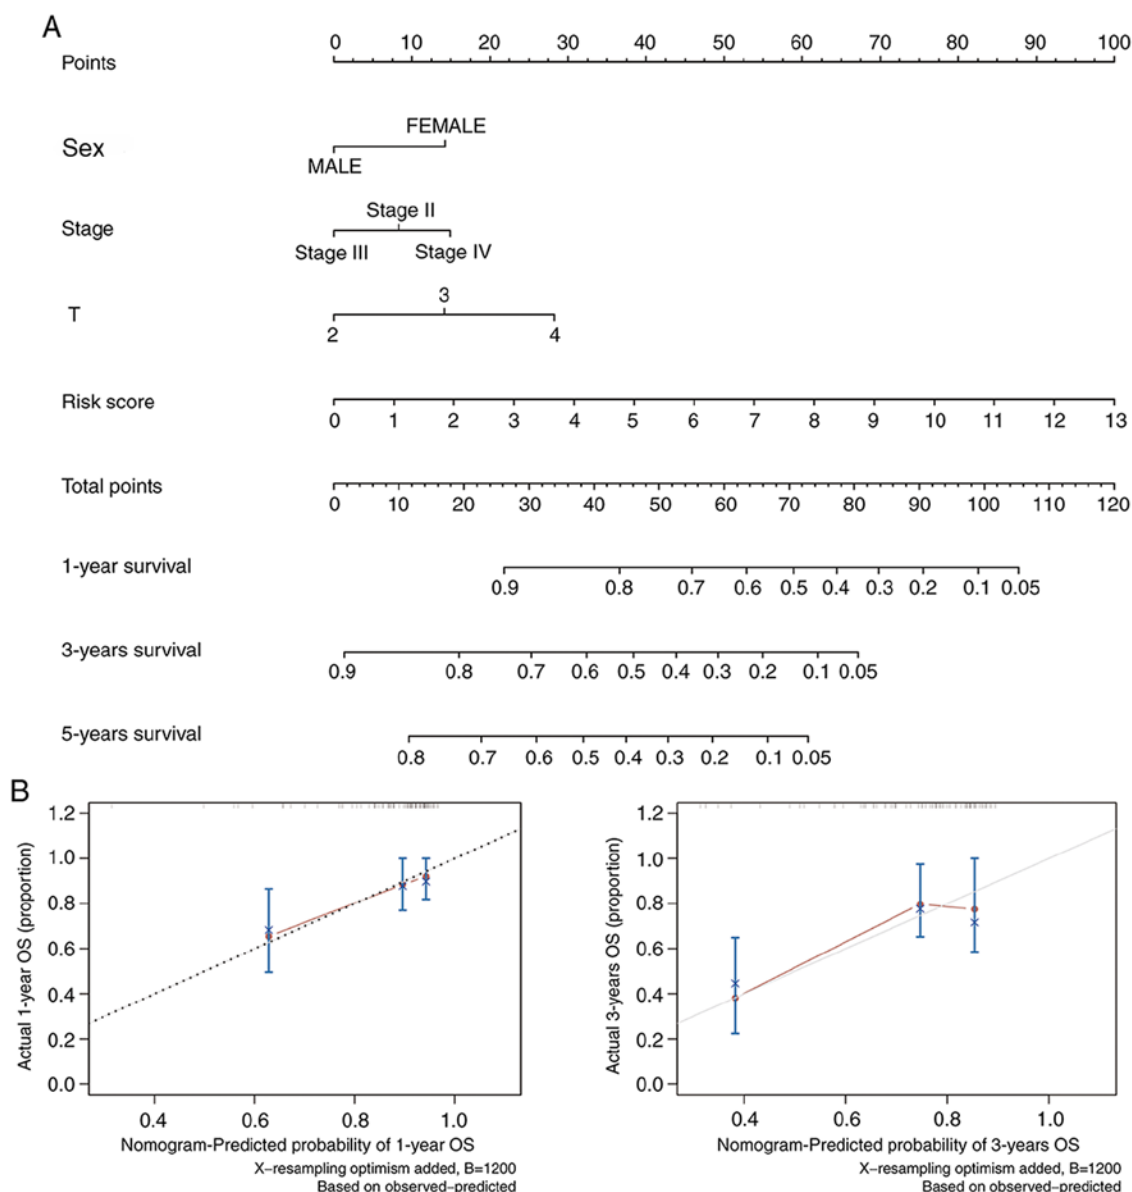 A
Points 0 10 20 30 40 50 60 70 80 90 100
FEMALE
Sex
MALE
Stage II
Stage
Stage III Stage IV
3
T
2 4
Risk score
0 1 2 3 4 5 6 7 8 9 10 11 12 13
Total points
0 10 20 30 40 50 60 70 80 90 100 110 120
1-year survival
0.9 0.8 0.7 0.6 0.5 0.4 0.3 0.2 0.1 0.05
3-years survival
0.9 0.8 0.7 0.6 0.5 0.4 0.3 0.2 0.1 0.05
5-years survival
0.8 0.7 0.6 0.5 0.4 0.3 0.2 0.1 0.05
B
Actual 1-year OS (proportion)
1.2
1.0
0.8
0.6
0.4
0.2
0.0
0.4 0.6 0.8 1.0
Nomogram-Predicted probability of 1-year OS
X–resampling optimism added, B=1200
Based on observed–predicted
Actual 3-years OS (proportion)
1.2
1.0
0.8
0.6
0.4
0.2
0.0
0.4 0.6 0.8 1.0
Nomogram-Predicted probability of 3-years OS
X–resampling optimism added, B=1200
Based on observed–predicted